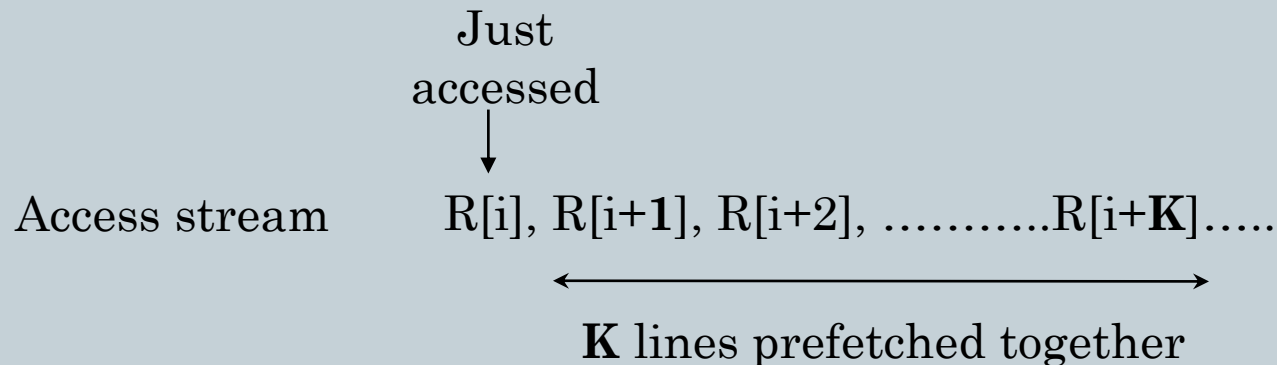 Just
accessed
Access stream R[i], R[i+1], R[i+2], ...........R[i+K].....
K lines prefetched together